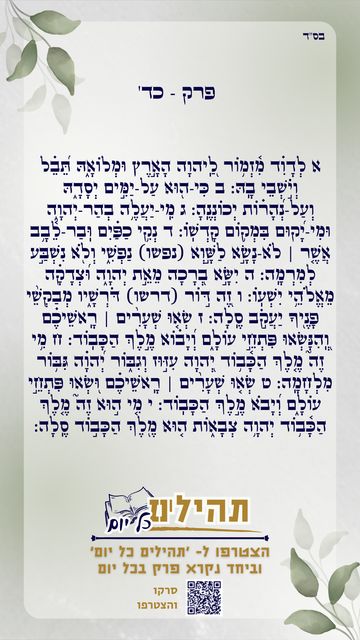 בס״ד
פרק - כד'
א לְדָוִד מִזְמוֹר לַיהוָה הָאָרֶץ וּמְלוֹאָהּ תֵּבֵל
וְיֹשְׁבֵי בָהּ: ב כִּי-הוּא עַל-יַמִּים יְסָדָהּ
וְעַל-נְהָרוֹת יְכוֹנְנֶהָ: ג מִי-יַעֲלֶה בְהַר-יְהוָה
וּמִי-יָקוּם בִּמְקוֹם קָדְשׁוֹ: ד נְקִי כַפַּיִם וּבַר-לֵבָב
אֲשֶׁר | לֹא-נָשָׂא לַשָּׁוְא (נפשו) נַפְשִׁי וְלֹא נִשְׁבַּע
לְמִרְמָה: ה יִשָּׂא בְרָכָה מֵאֵת יְהוָה וּצְדָקָה
מֵאֱלֹהֵי יִשְׁעוֹ: ו זֶה דּוֹר (דרשו) דֹּרְשָׁיו מְבַקְשֵׁי
פָנֶיךָ יַעֲקֹב סֶלָה: ז שְׂאוּ שְׁעָרִים | רָאשֵׁיכֶם
וְהִנָּשְׂאוּ פִּתְחֵי עוֹלָם וְיָבוֹא מֶלֶךְ הַכָּבוֹד: ח מִי
זֶה מֶלֶךְ הַכָּבוֹד יְהוָה עִזּוּז וְגִבּוֹר יְהוָה גִּבּוֹר
מִלְחָמָה: ט שְׂאוּ שְׁעָרִים | רָאשֵׁיכֶם וּשְׂאוּ פִּתְחֵי
עוֹלָם וְיָבֹא מֶלֶךְ הַכָּבוֹד: י מִי הוּא זֶה מֶלֶךְ
הַכָּבוֹד יְהוָה צְבָאוֹת הוּא מֶלֶךְ הַכָּבוֹד סֶלָה:
תהילים
כל יום
הצטרפו ל- 'תהילים כל יום'
וביחד נקרא פרק בכל יום
סרקו
והצטרפו